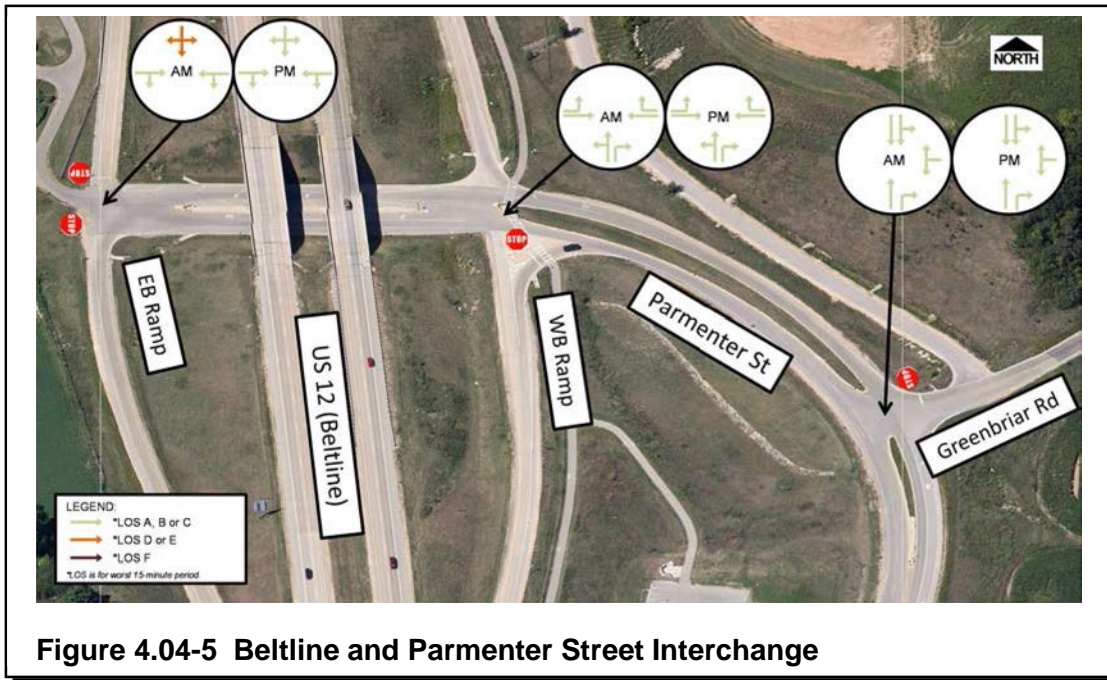 AM
PM
AM
PM
AM
PM
NORTH
STOP
STOP
STOP
STOP
EB Ramp
US 12 (Beltline)
WB Ramp
Parmenter St
Greenbriar Rd
LEGEND:
*LOS A, B or C
*LOS D or E
*LOS F
*LOS is for worst 15-minute period.
Figure 4.04-5 Beltline and Parmenter Street Interchange